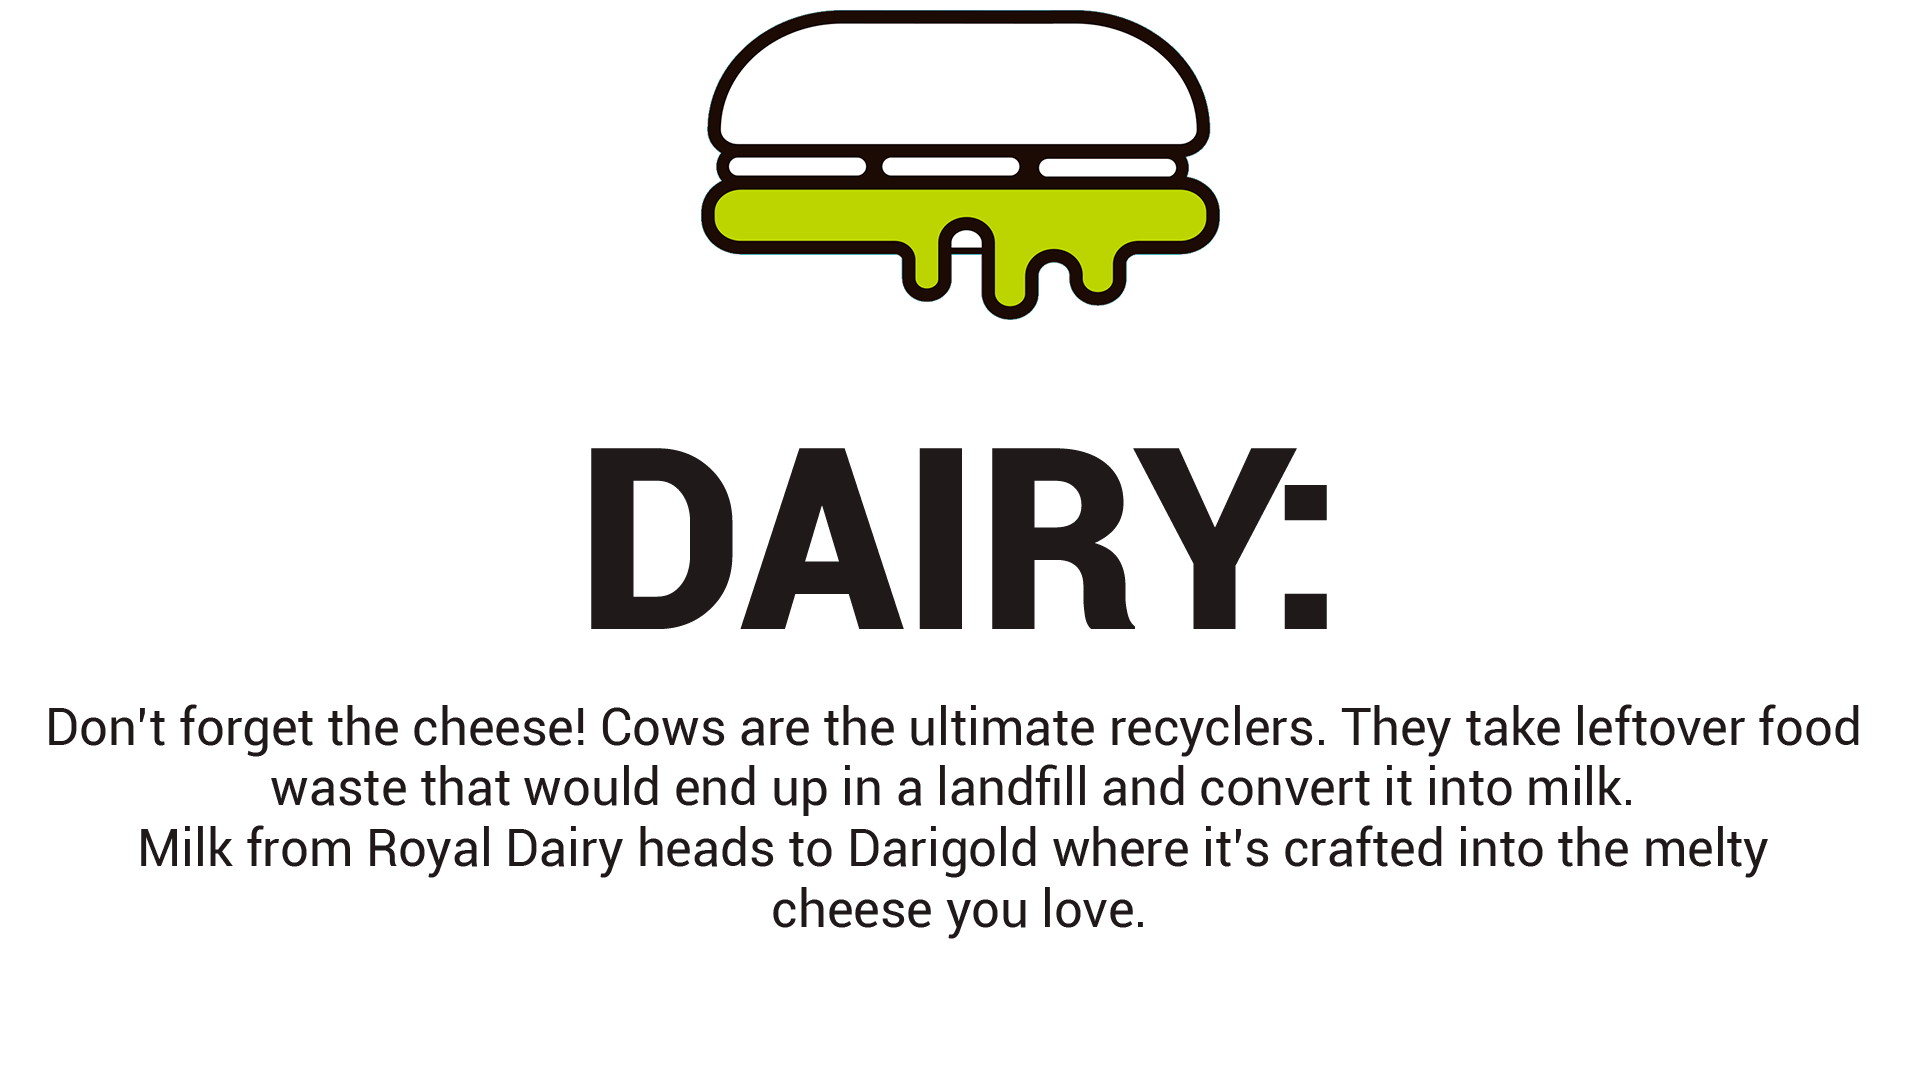 DAIRY:
Don't forget the cheese! Cows are the ultimate recyclers. They take leftover food
waste that would end up in a landfill and convert it into milk.
Milk from Royal Dairy heads to Darigold where it's crafted into the melty
cheese you love.